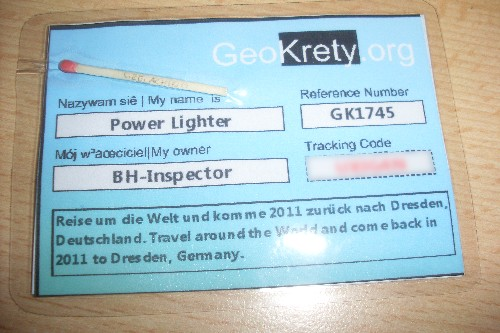 GeoKrety.org
Nazywam siê | My name is
Reference Number
Power Lighter
GK1745
Mój w³aœciciel|My owner
Tracking Code
BH-Inspector
Reise um die Welt und komme 2011 zurück nach Dresden,
Deutschland. Travel around the World and come back in
2011 to Dresden, Germany.